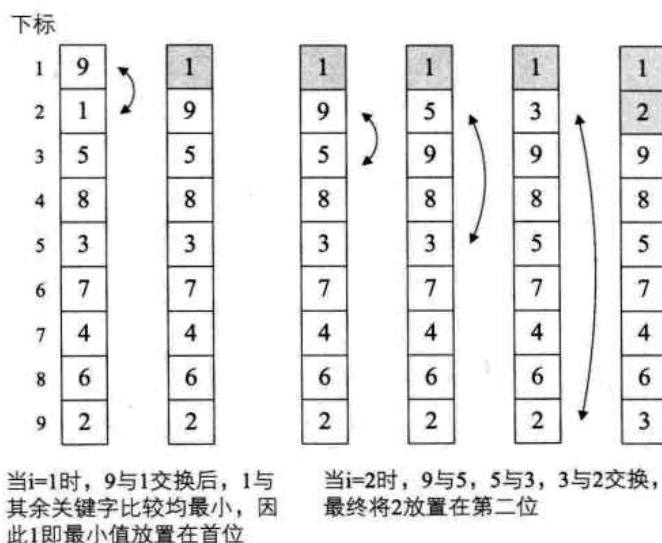 下标
1 9 1 1 1 1 1
2 1 9 9 5 3 2
3 5 5 5 9 9 9
4 8 8 8 8 8 8
5 3 3 3 3 5 5
6 7 7 7 7 7 7
7 4 4 4 4 4 4
8 6 6 6 6 6 6
9 2 2 2 2 2 3
当i=1时，9与1交换后，1与
其余关键字比较均最小，因
此1即最小值放置在首位
当i=2时，9与5，5与3，3与2交换，
最终将2放置在第二位